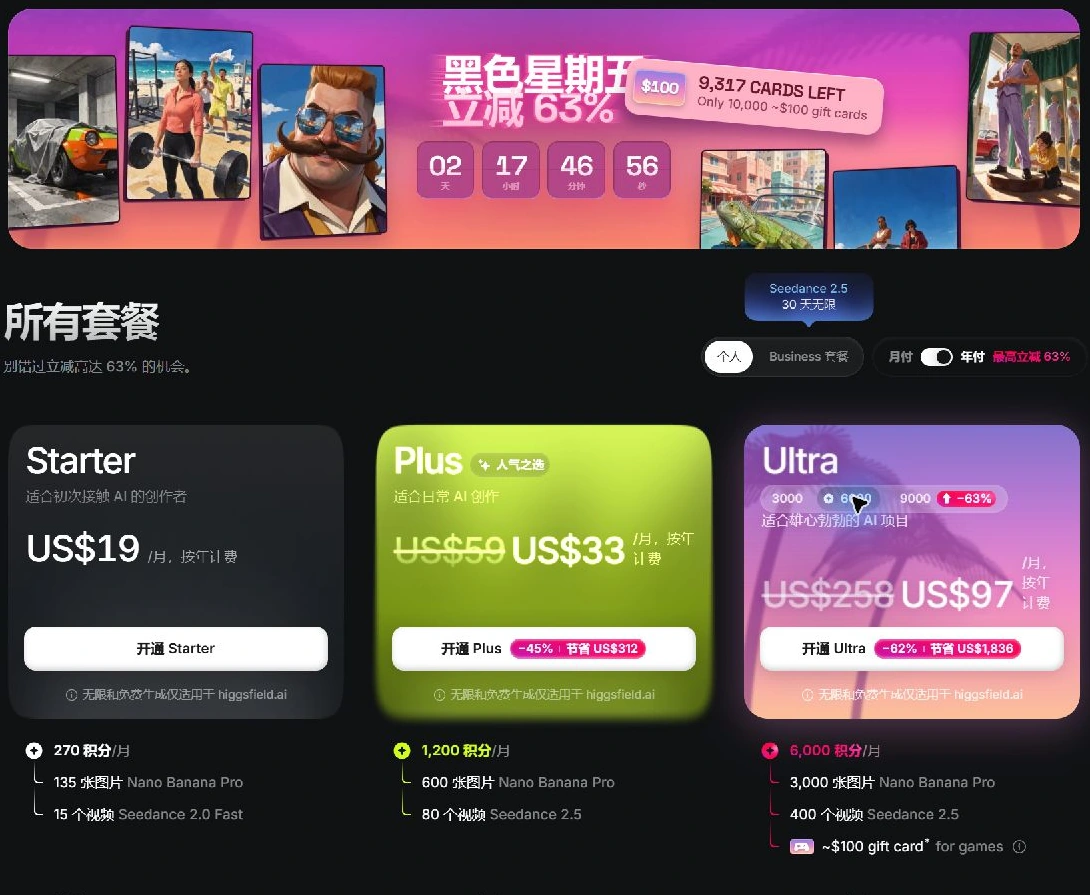 黑色星期五
立减 63%
$100
9,317 CARDS LEFT
Only 10,000 ~$100 gift cards
02 17 46 56
天 小时 分钟 秒
Seedance 2.5
30 天无限
所有套餐
别错过立减高达 63% 的机会。
个人 Business 套餐 月付 年付 最高立减 63%
Starter
适合初次接触 AI 的创作者
US$19 /月，按年计费
开通 Starter
无限和免费生成仅适用于 higgsfield.ai
270 积分/月
135 张图片 Nano Banana Pro
15 个视频 Seedance 2.0 Fast
Plus 人气之选
适合日常 AI 创作
US$59 US$33 /月，按年
计费
开通 Plus -45% 节省 US$312
无限和免费生成仅适用于 higgsfield.ai
1,200 积分/月
600 张图片 Nano Banana Pro
80 个视频 Seedance 2.5
Ultra
3000 6000 9000 -63%
适合雄心勃勃的 AI 项目
US$258 US$97 /月，
按年
计费
开通 Ultra -62% 节省 US$1,836
无限和免费生成仅适用于 higgsfield.ai
6,000 积分/月
3,000 张图片 Nano Banana Pro
400 个视频 Seedance 2.5
~$100 gift card* for games